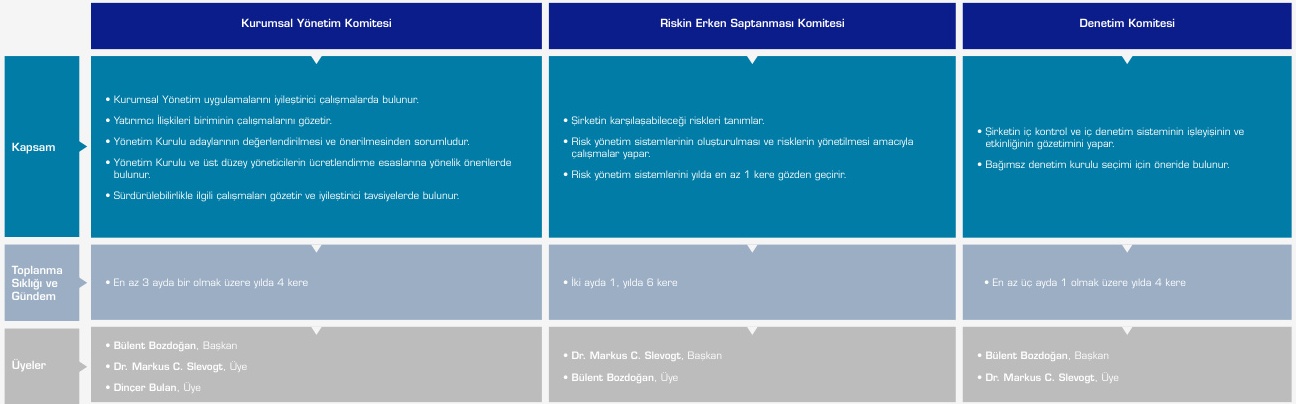 Kurumsal Yönetim Komitesi
Riskin Erken Saptanması Komitesi
Denetim Komitesi
Kapsam
• Kurumsal Yönetim uygulamalarını iyileştirici çalışmalarda bulunur.
• Yatırımcı İlişkileri biriminin çalışmalarını gözetir.
• Yönetim Kurulu adaylarının değerlendirilmesi ve önerilmesinden sorumludur.
• Yönetim Kurulu ve üst düzey yöneticilerin ücretlendirme esaslarına yönelik önerilerde
bulunur.
• Sürdürülebilirlikle ilgili çalışmaları gözetir ve iyileştirici tavsiyelerde bulunur.
• Şirketin karşılaşabileceği riskleri tanımlar.
• Risk yönetim sistemlerinin oluşturulması ve risklerin yönetilmesi amacıyla
çalışmalar yapar.
• Risk yönetim sistemlerini yılda en az 1 kere gözden geçirir.
• Şirketin iç kontrol ve iç denetim sisteminin işleyişinin ve
etkinliğinin gözetimini yapar.
• Bağımsz denetim kurulu seçimi için öneride bulunur.
Toplanma
Sıklığı ve
Gündem
• En az 3 ayda bir olmak üzere yılda 4 kere
• İki ayda 1, yılda 6 kere
• En az üç ayda 1 olmak üzere yılda 4 kere
Üyeler
• Bülent Bozdoğan, Başkan
• Dr. Markus C. Slevogt, Üye
• Dinçer Bulan, Üye
• Dr. Markus C. Slevogt, Başkan
• Bülent Bozdoğan, Üye
• Bülent Bozdoğan, Başkan
• Dr. Markus C. Slevogt, Üye